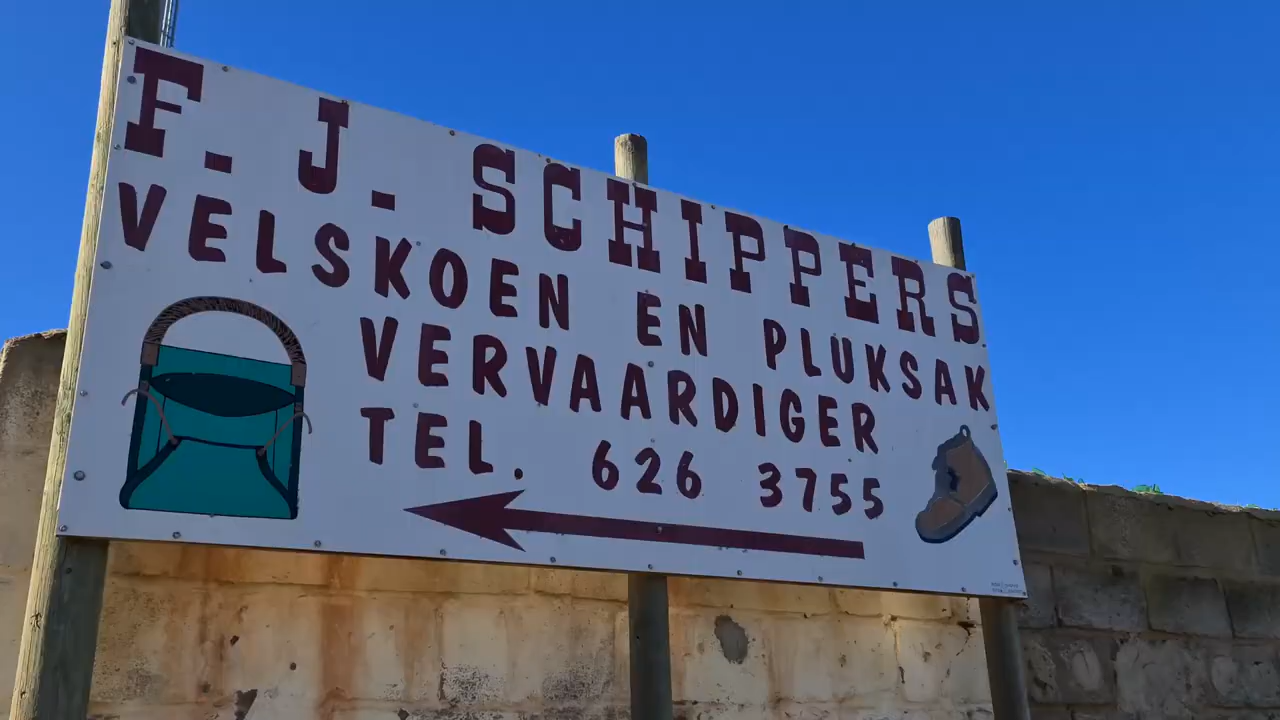 F. J. SCHIPPERS
VELSKOEN EN PLUKSAK
VERVAARDIGER
TEL. 626 3755